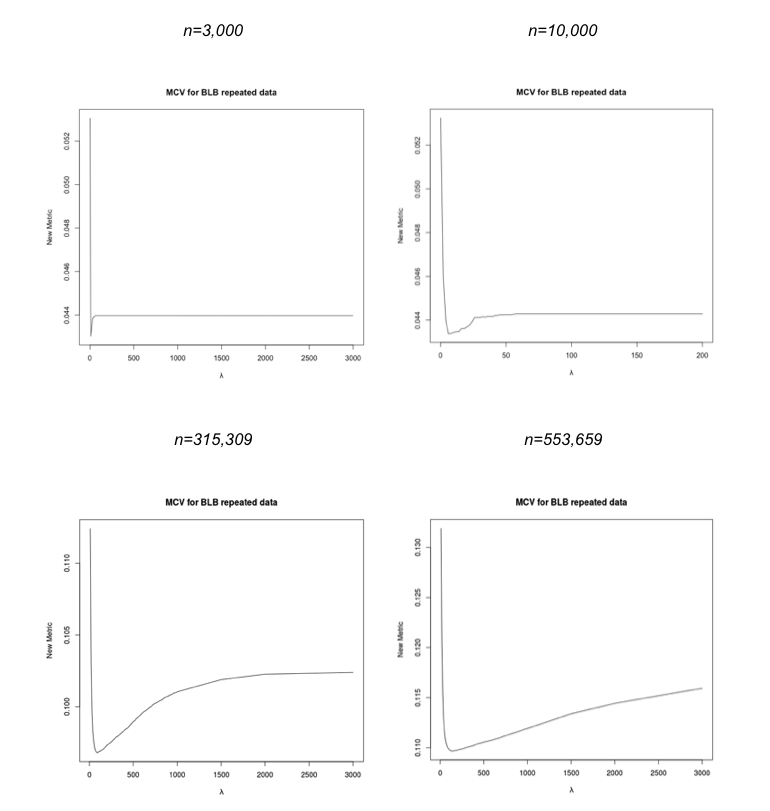 n=3,000
n=10,000
MCV for BLB repeated data
New Metric
0.052
0.050
0.048
0.046
0.044
0 500 1000 1500 2000 2500 3000
λ
MCV for BLB repeated data
New Metric
0.052
0.050
0.048
0.046
0.044
0 50 100 150 200
λ
n=315,309
n=553,659
MCV for BLB repeated data
New Metric
0.110
0.105
0.100
0 500 1000 1500 2000 2500 3000
λ
MCV for BLB repeated data
New Metric
0.130
0.125
0.120
0.115
0.110
0 500 1000 1500 2000 2500 3000
λ